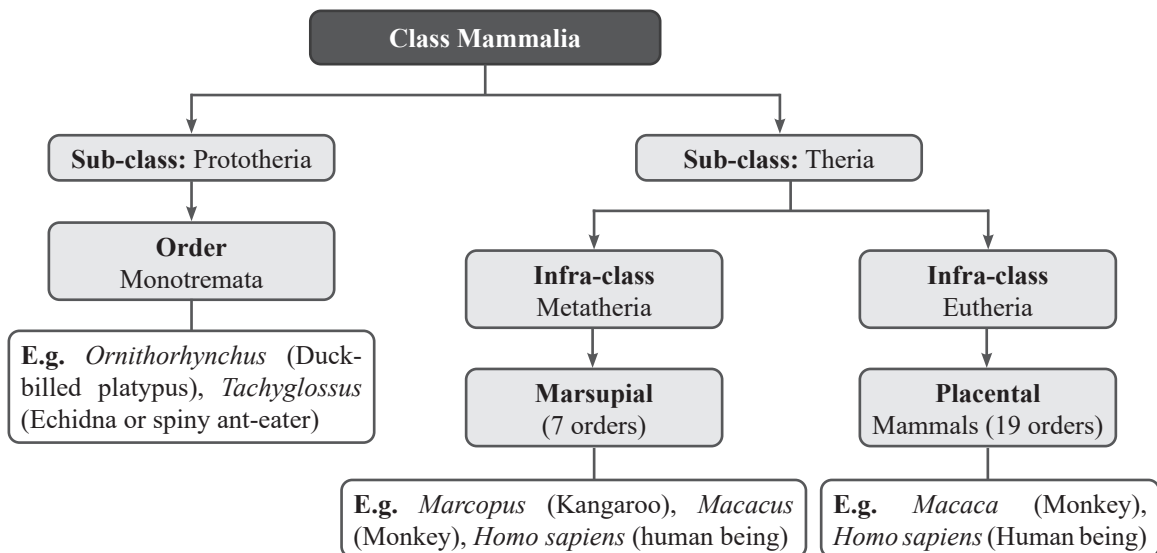 Class Mammalia
Sub-class: Prototheria
Sub-class: Theria
Order
Monotremata
Infra-class
Metatheria
Infra-class
Eutheria
E.g. Ornithorhynchus (Duck-
billed platypus), Tachyglossus
(Echidna or spiny ant-eater)
Marsupial
(7 orders)
Placental
Mammals (19 orders)
E.g. Marcopus (Kangaroo), Macacus
(Monkey), Homo sapiens (human being)
E.g. Macaca (Monkey),
Homo sapiens (Human being)